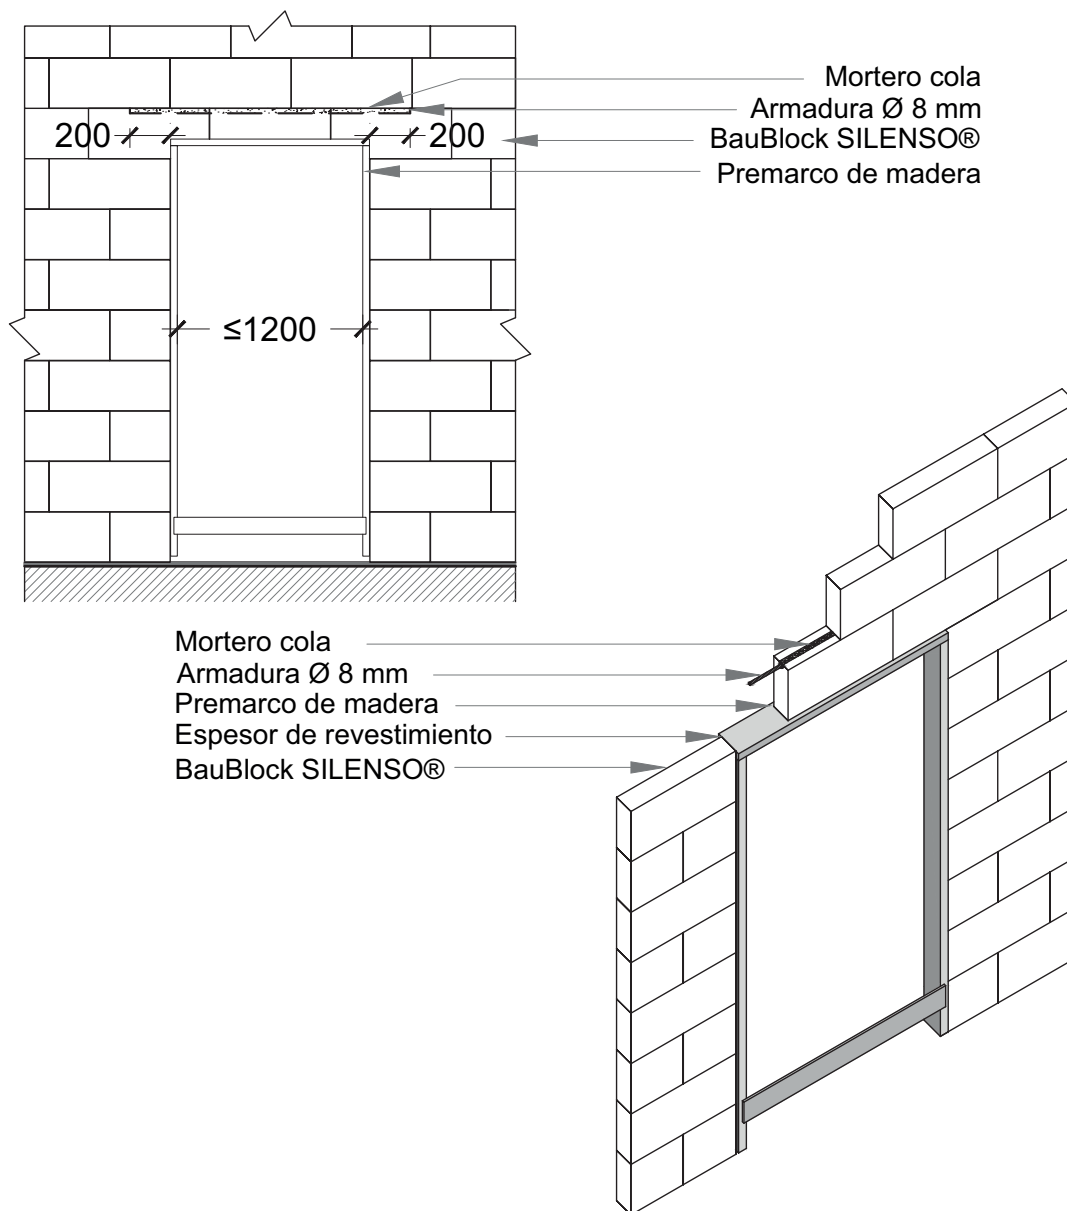 Mortero cola
Armadura Ø 8 mm
200
200
BauBlock SILENSO®
Premarco de madera
≤1200
Mortero cola
Armadura Ø 8 mm
Premarco de madera
Espesor de revestimiento
BauBlock SILENSO®